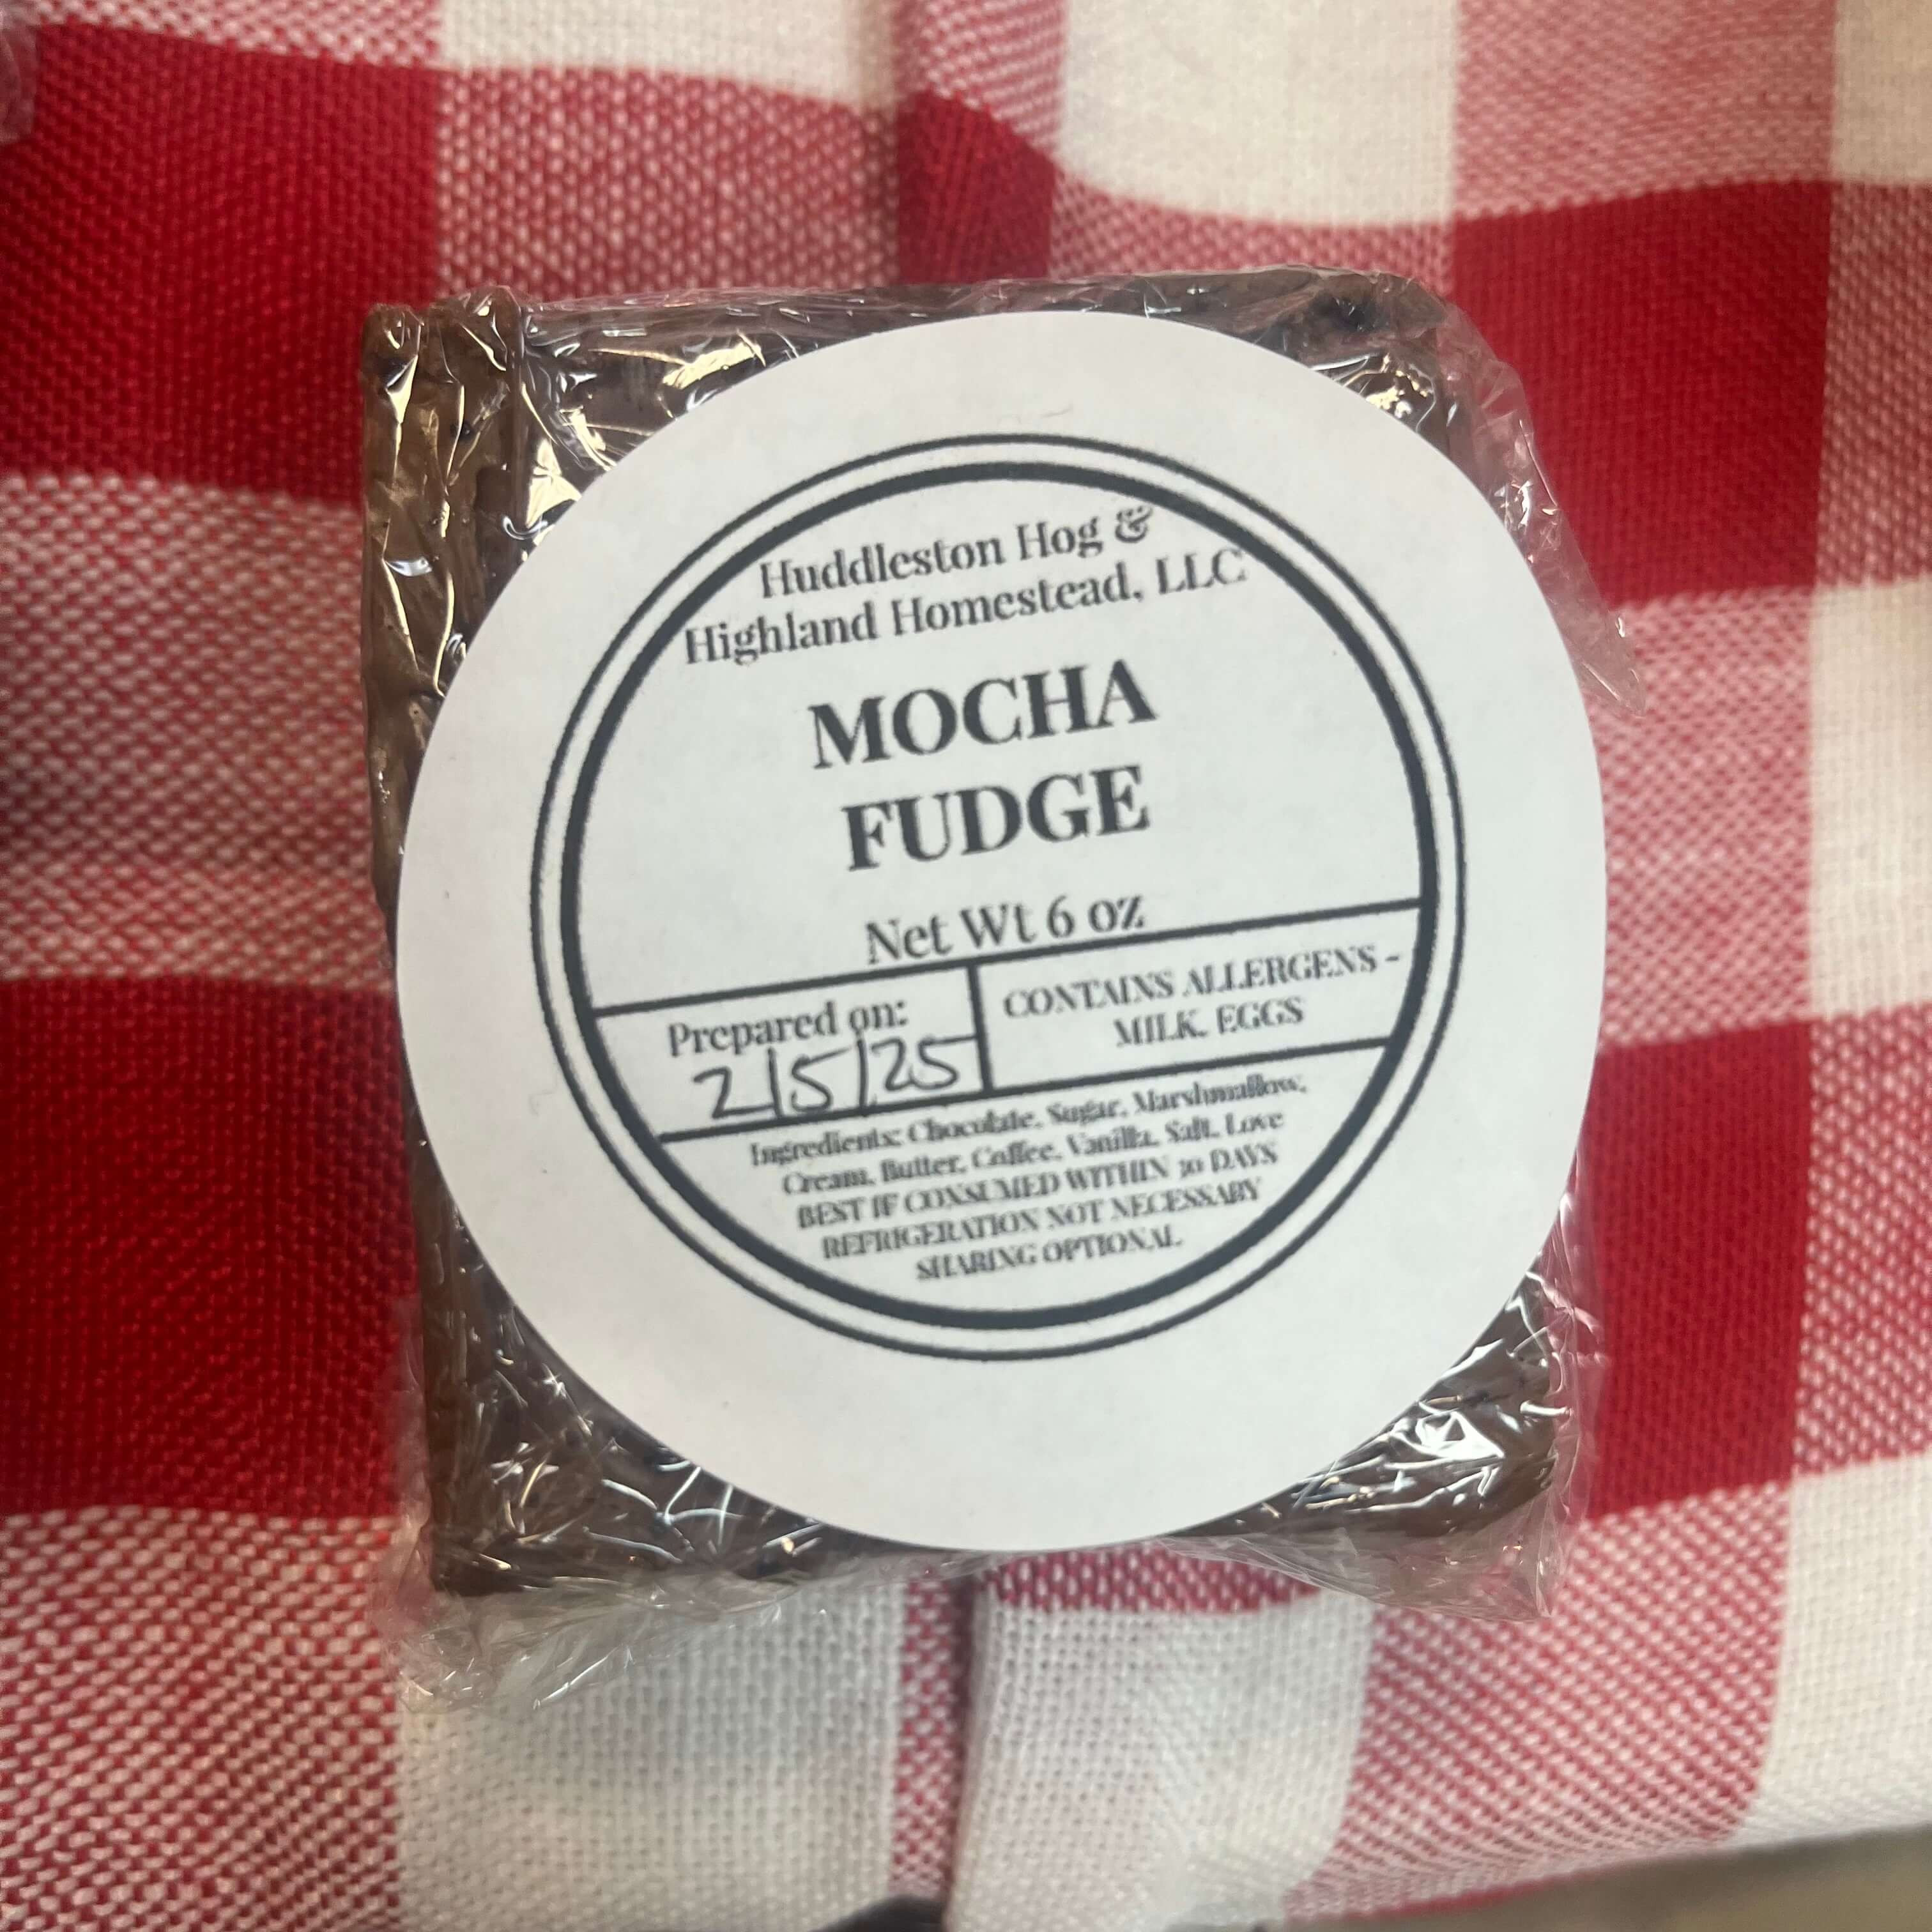 Huddleston Hog &
Highland Homestead, LLC
MOCHA
FUDGE
Net Wt 6 oz
Prepared on:
2/5/25
CONTAINS ALLERGENS -
MILK, EGGS
Ingredients: Chocolate, Sugar, Marshmallow,
Cream, Butter, Coffee, Vanilla, Salt, Love
BEST IF CONSUMED WITHIN 30 DAYS
REFRIGERATION NOT NECESSARY
SHARING OPTIONAL